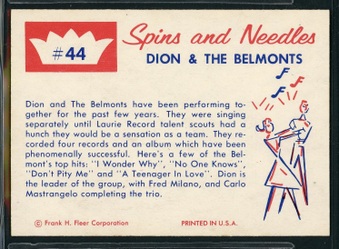 #44
Spins and Needles
DION & THE BELMONTS
Dion and The Belmonts have been performing to-
gether for the past few years. They were singing
separately until Laurie Record talent scouts had a
hunch they would be a sensation as a team. They re-
corded four records and an album which have been
phenomenally successful. Here's a few of the Bel-
mont's top hits: "I Wonder Why", "No One Knows",
"Don't Pity Me" and "A Teenager In Love". Dion is
the leader of the group, with Fred Milano, and Carlo
Mastrangelo completing the trio.
© Frank H. Fleer Corporation
PRINTED IN U.S.A.